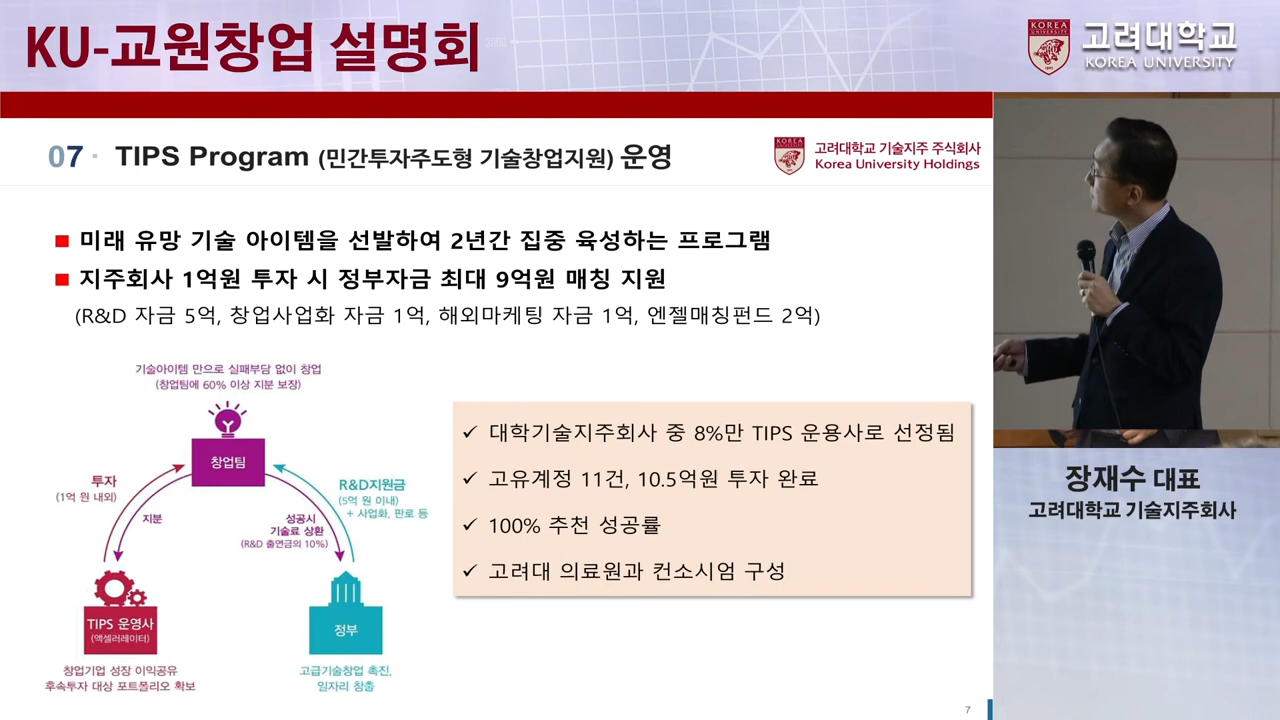 KU-교원창업 설명회
KOREA
UNIVERSITY
고려대학교
KOREA UNIVERSITY
07· TIPS Program (민간투자주도형 기술창업지원) 운영
KOREA
UNIVERSITY
고려대학교 기술지주 주식회사
Korea University Holdings
■ 미래 유망 기술 아이템을 선발하여 2년간 집중 육성하는 프로그램
■ 지주회사 1억원 투자 시 정부자금 최대 9억원 매칭 지원
(R&D 자금 5억, 창업사업화 자금 1억, 해외마케팅 자금 1억, 엔젤매칭펀드 2억)
기술아이템 만으로 실패부담 없이 창업
(창업팀에 60% 이상 지분 보장)
창업팀
투자
(1억 원 내외)
지분
성공시
기술료 상환
(R&D 출연금의 10%)
R&D지원금
(5억 원 이내)
+ 사업화, 판로 등
TIPS 운영사
(액셀러레이터)
정부
창업기업 성장 이익공유
후속투자 대상 포트폴리오 확보
고급기술창업 촉진,
일자리 창출
✓ 대학기술지주회사 중 8%만 TIPS 운용사로 선정됨
✓ 고유계정 11건, 10.5억원 투자 완료
✓ 100% 추천 성공률
✓ 고려대 의료원과 컨소시엄 구성
장재수 대표
고려대학교 기술지주회사
7